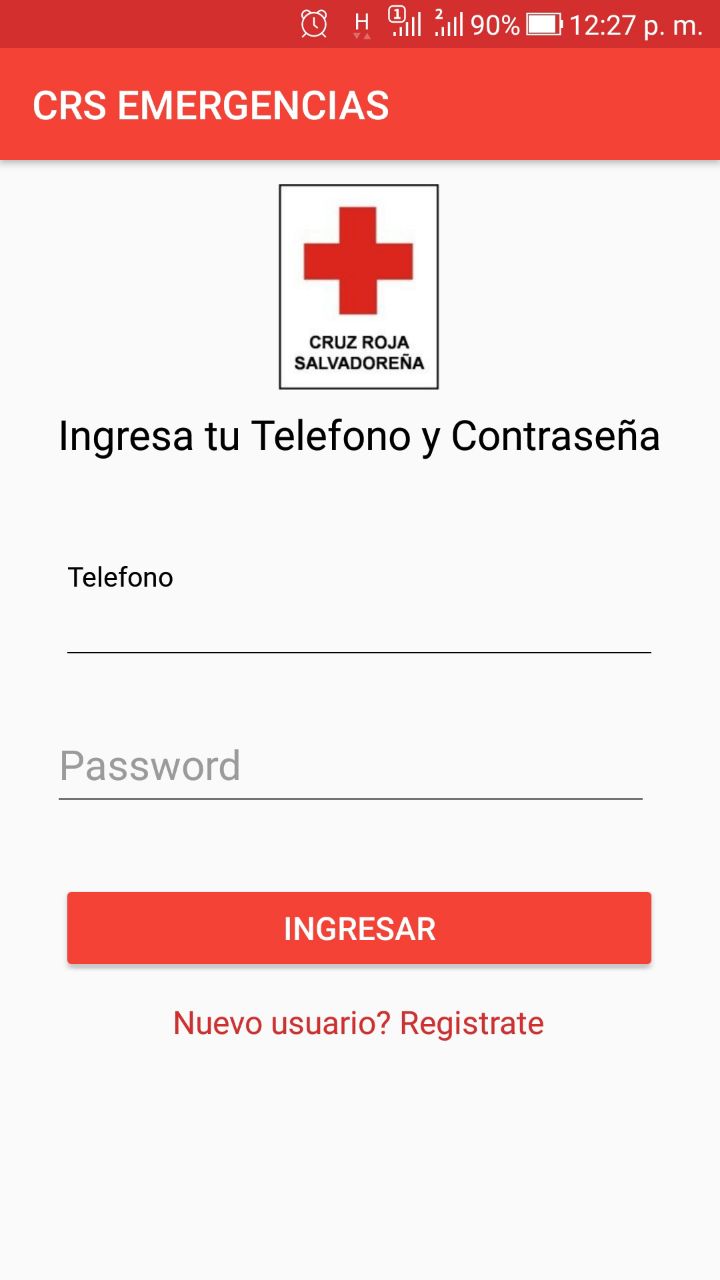 H 1 2 90% 12:27 p. m.
CRS EMERGENCIAS
CRUZ ROJA
SALVADOREÑA
Ingresa tu Telefono y Contraseña
Telefono
Password
INGRESAR
Nuevo usuario? Registrate